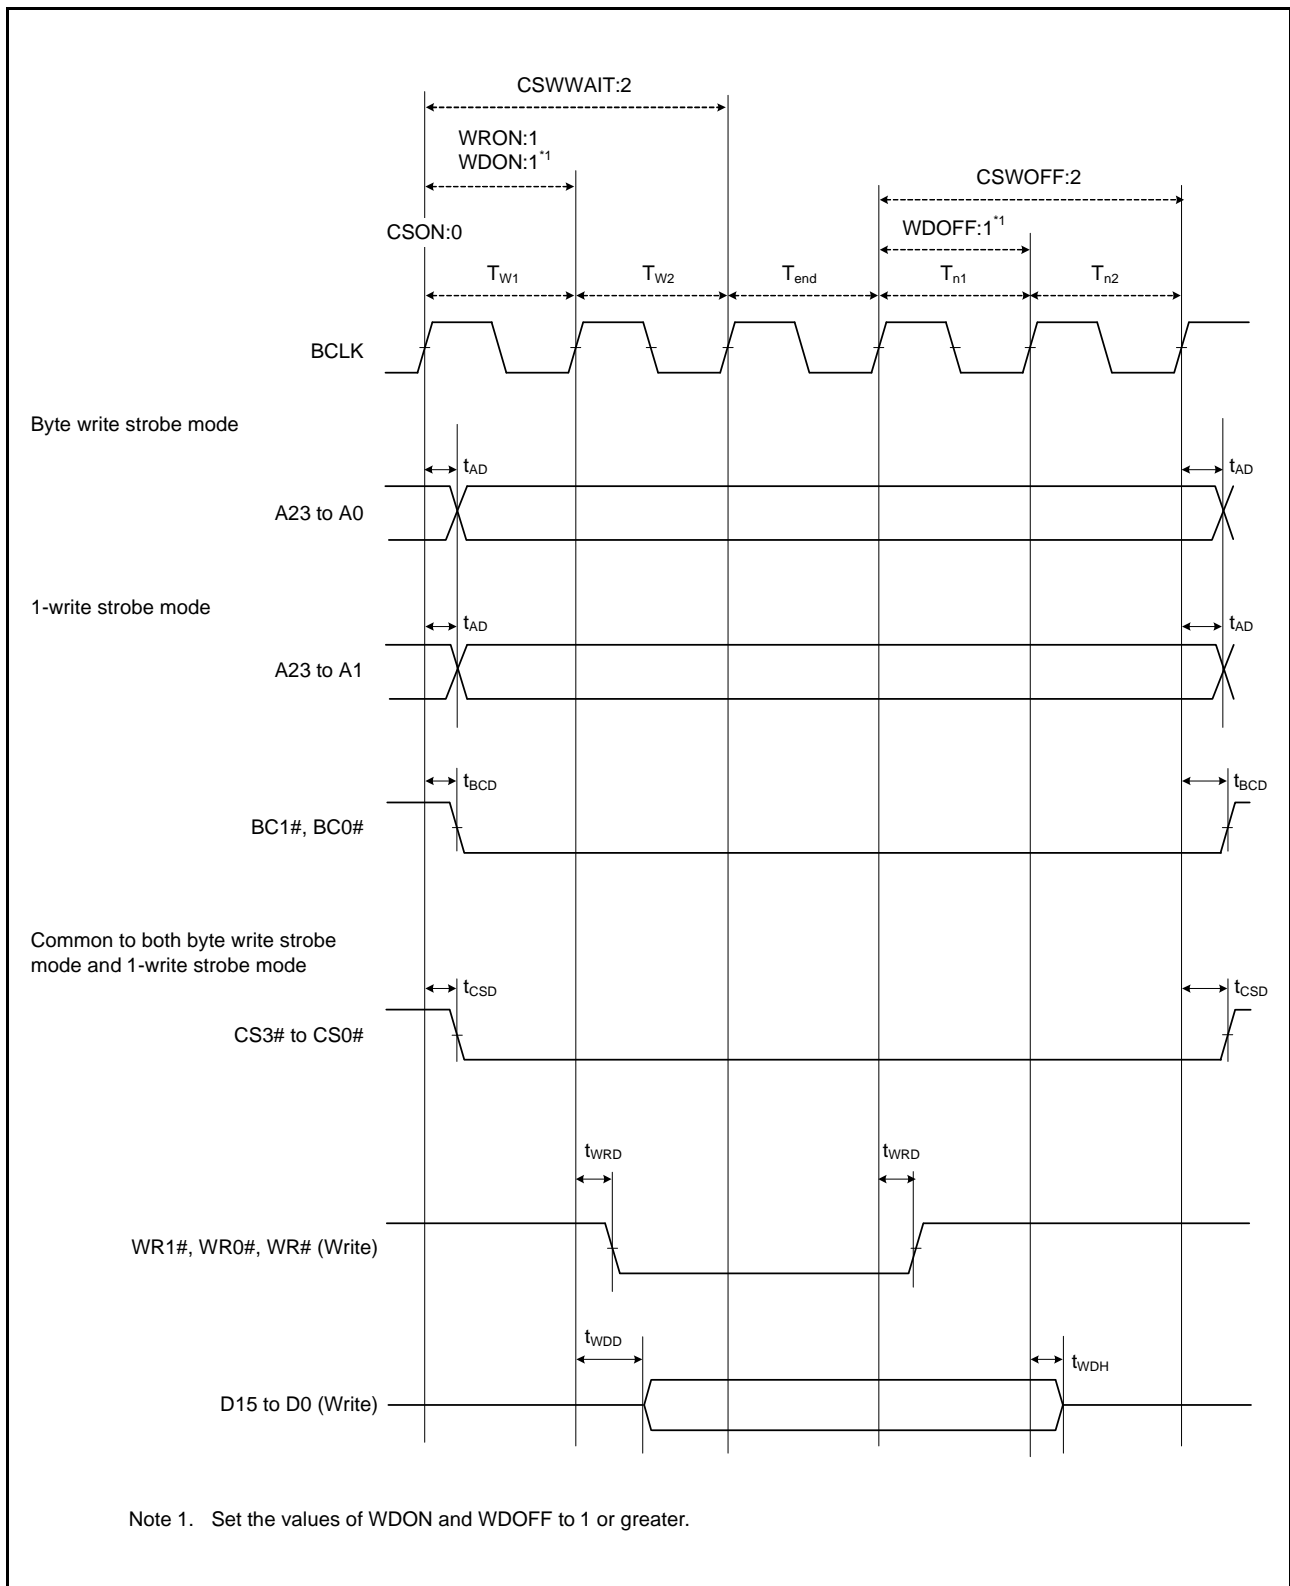 CSWWAIT:2
WRON:1
WDON:1*1
CSWOFF:2
CSON:0
WDOFF:1*1
TW1 TW2 Tend Tn1 Tn2
BCLK
Byte write strobe mode
tAD tAD
A23 to A0
1-write strobe mode
tAD tAD
A23 to A1
tBCD tBCD
BC1#, BC0#
Common to both byte write strobe
mode and 1-write strobe mode
tCSD tCSD
CS3# to CS0#
tWRD tWRD
WR1#, WR0#, WR# (Write)
tWDD tWDH
D15 to D0 (Write)
Note 1. Set the values of WDON and WDOFF to 1 or greater.